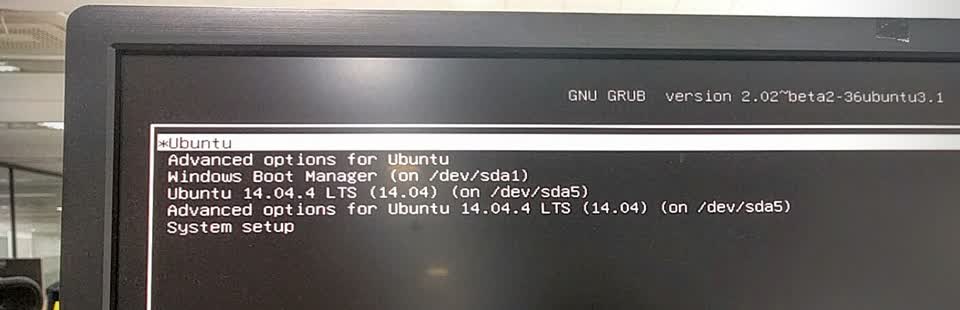 GNU GRUB  version 2.02~beta2-36ubuntu3.1
*Ubuntu
Advanced options for Ubuntu
Windows Boot Manager (on /dev/sda1)
Ubuntu 14.04.4 LTS (14.04) (on /dev/sda5)
Advanced options for Ubuntu 14.04.4 LTS (14.04) (on /dev/sda5)
System setup